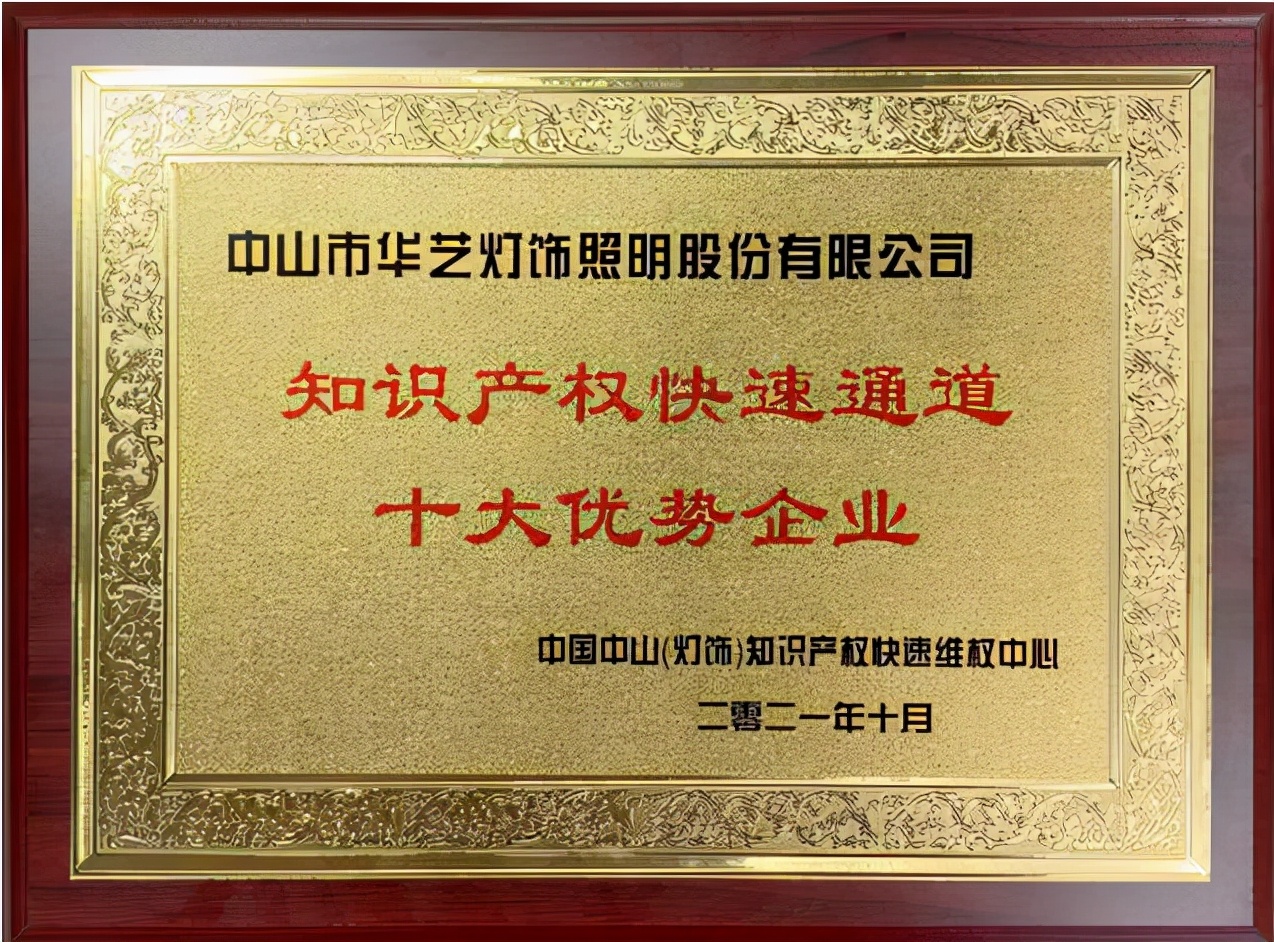 中山市华艺灯饰照明股份有限公司
知识产权快速通道
十大优势企业
中国中山(灯饰)知识产权快速维权中心
二零二一年十月